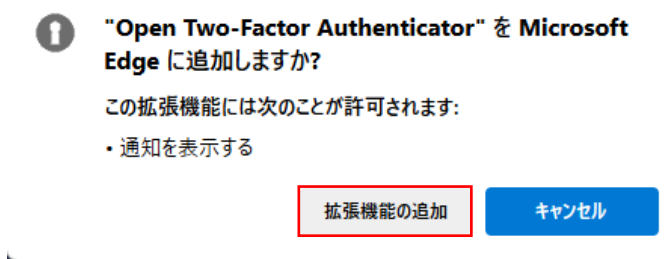 "Open Two-Factor Authenticator" を Microsoft
Edge に追加しますか?
この拡張機能には次のことが許可されます:
• 通知を表示する
拡張機能の追加
キャンセル